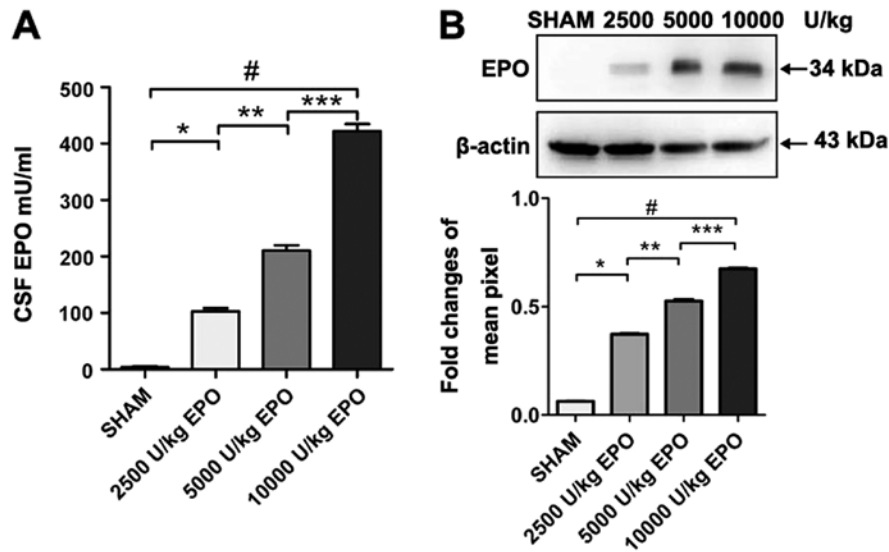 A
#
***
**
*
500
400
300
200
100
0
CSF EPO mU/ml
SHAM
2500 U/kg EPO
5000 U/kg EPO
10000 U/kg EPO
B
SHAM 2500 5000 10000 U/kg
EPO
34 kDa
β-actin
43 kDa
#
***
**
*
1.0
0.5
0.0
Fold changes of
mean pixel
SHAM
2500 U/kg EPO
5000 U/kg EPO
10000 U/kg EPO